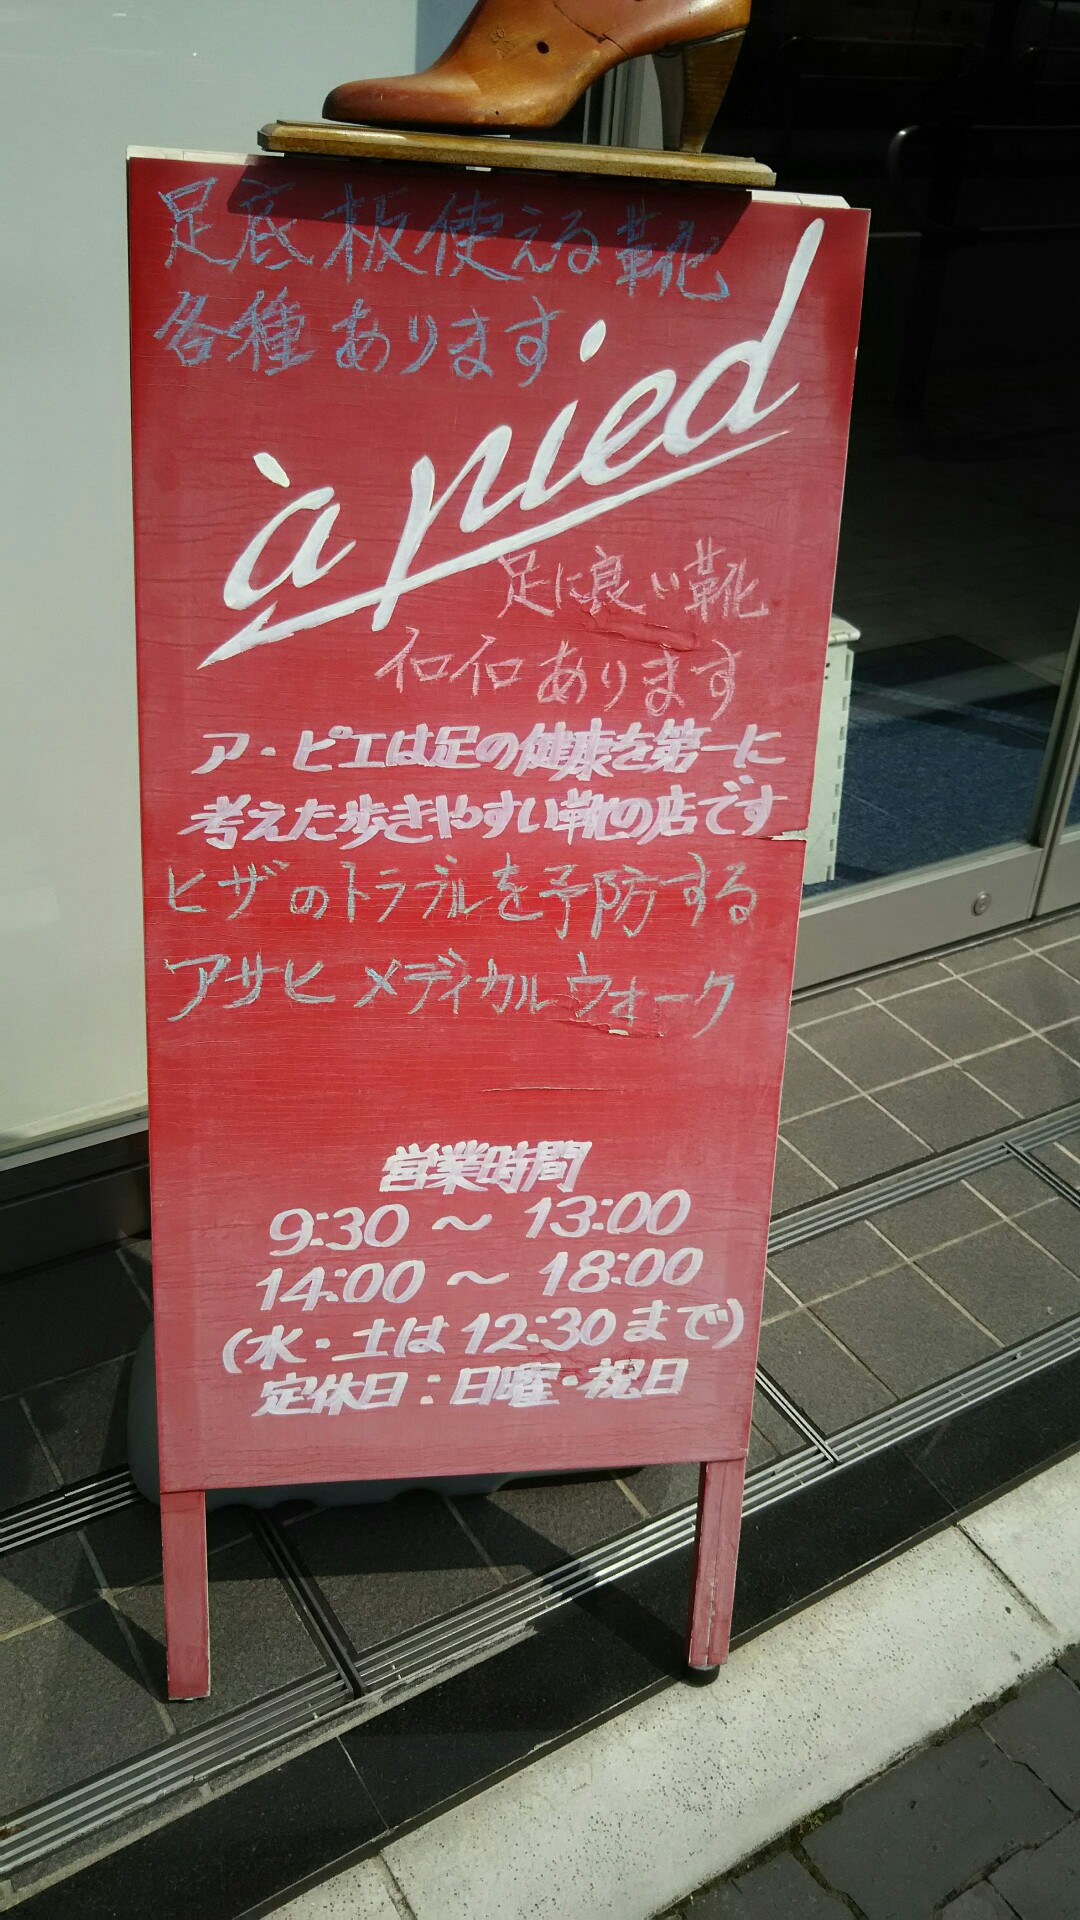 足底板使える靴
各種あります
à pied
足に良い靴
イロイロあります
ア・ピエは足の健康を第一に
考えた歩きやすい靴の店です
ヒザのトラブルを予防する
アサヒ メディカルウォーク
営業時間
9:30 〜 13:00
14:00 〜 18:00
(水・土は12:30まで)
定休日:日曜・祝日